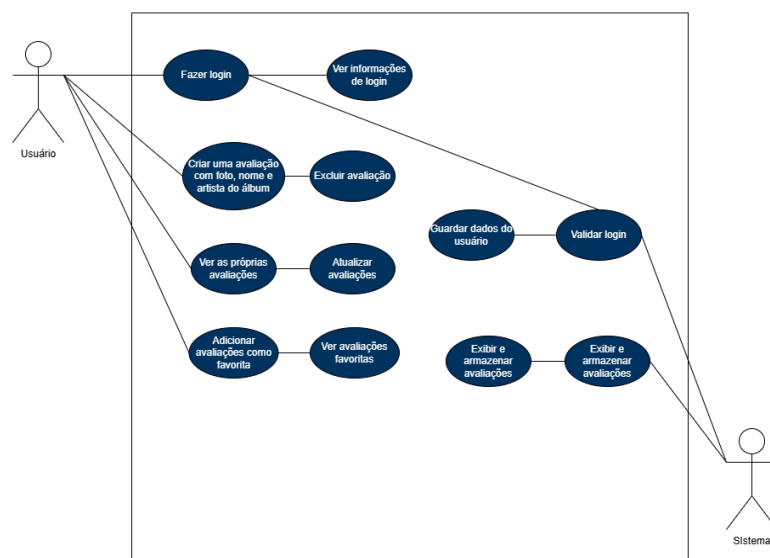 Usuário
Fazer login
Ver informações
de login
Criar uma avaliação
com foto, nome e
artista do álbum
Excluir avaliação
Guardar dados do
usuário
Validar login
Ver as próprias
avaliações
Atualizar
avaliações
Adicionar
avaliações como
favorita
Ver avaliações
favoritas
Exibir e
armazenar
avaliações
Exibir e
armazenar
avaliações
SIstema